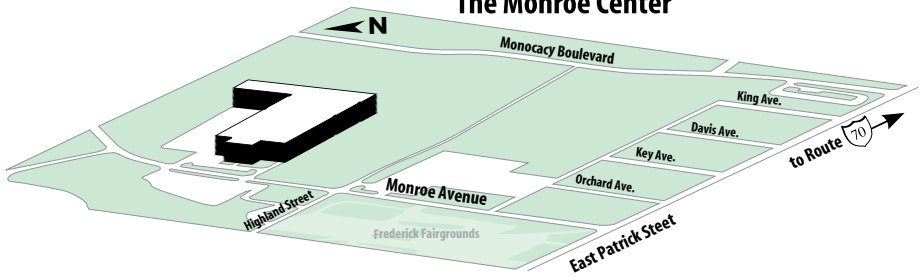 The Monroe Center
N
Monocacy Boulevard
King Ave.
Davis Ave.
to Route 70
Key Ave.
Orchard Ave.
Monroe Avenue
Highland Street
Frederick Fairgrounds
East Patrick Steet